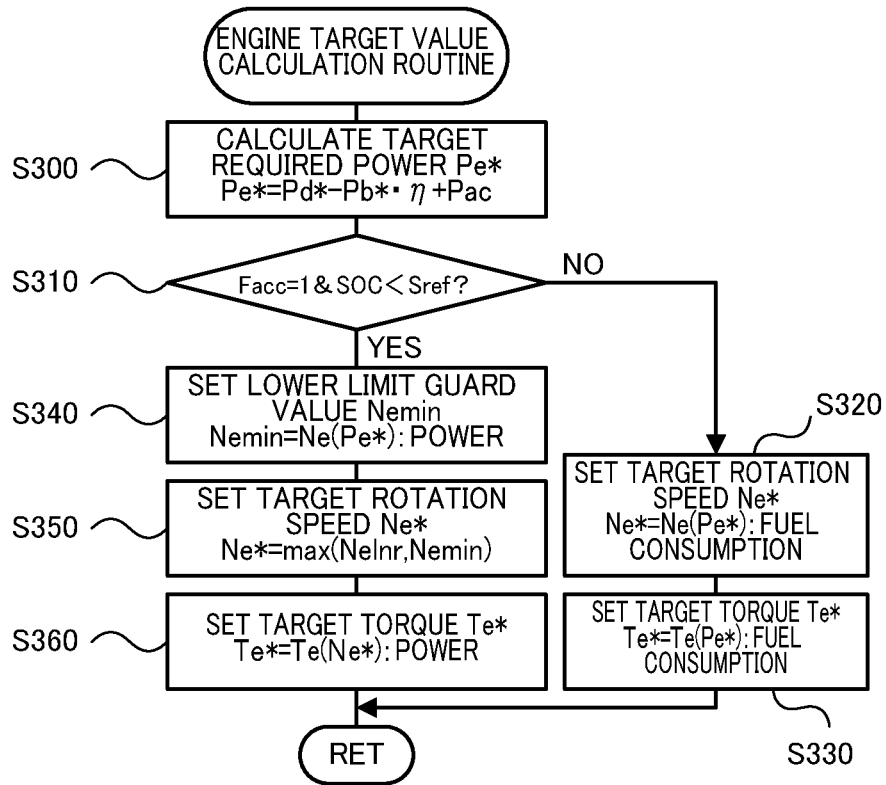 ENGINE TARGET VALUE
CALCULATION ROUTINE
S300
CALCULATE TARGET
REQUIRED POWER Pe*
Pe*=Pd*-Pb*・η+Pac
S310
Facc=1&SOC<Sref?
NO
YES
S340
SET LOWER LIMIT GUARD
VALUE Nemin
Nemin=Ne(Pe*):POWER
S350
SET TARGET ROTATION
SPEED Ne*
Ne*=max(Nelnr,Nemin)
S360
SET TARGET TORQUE Te*
Te*=Te(Ne*):POWER
S320
SET TARGET ROTATION
SPEED Ne*
Ne*=Ne(Pe*):FUEL
CONSUMPTION
SET TARGET TORQUE Te*
Te*=Te(Pe*):FUEL
CONSUMPTION
S330
RET